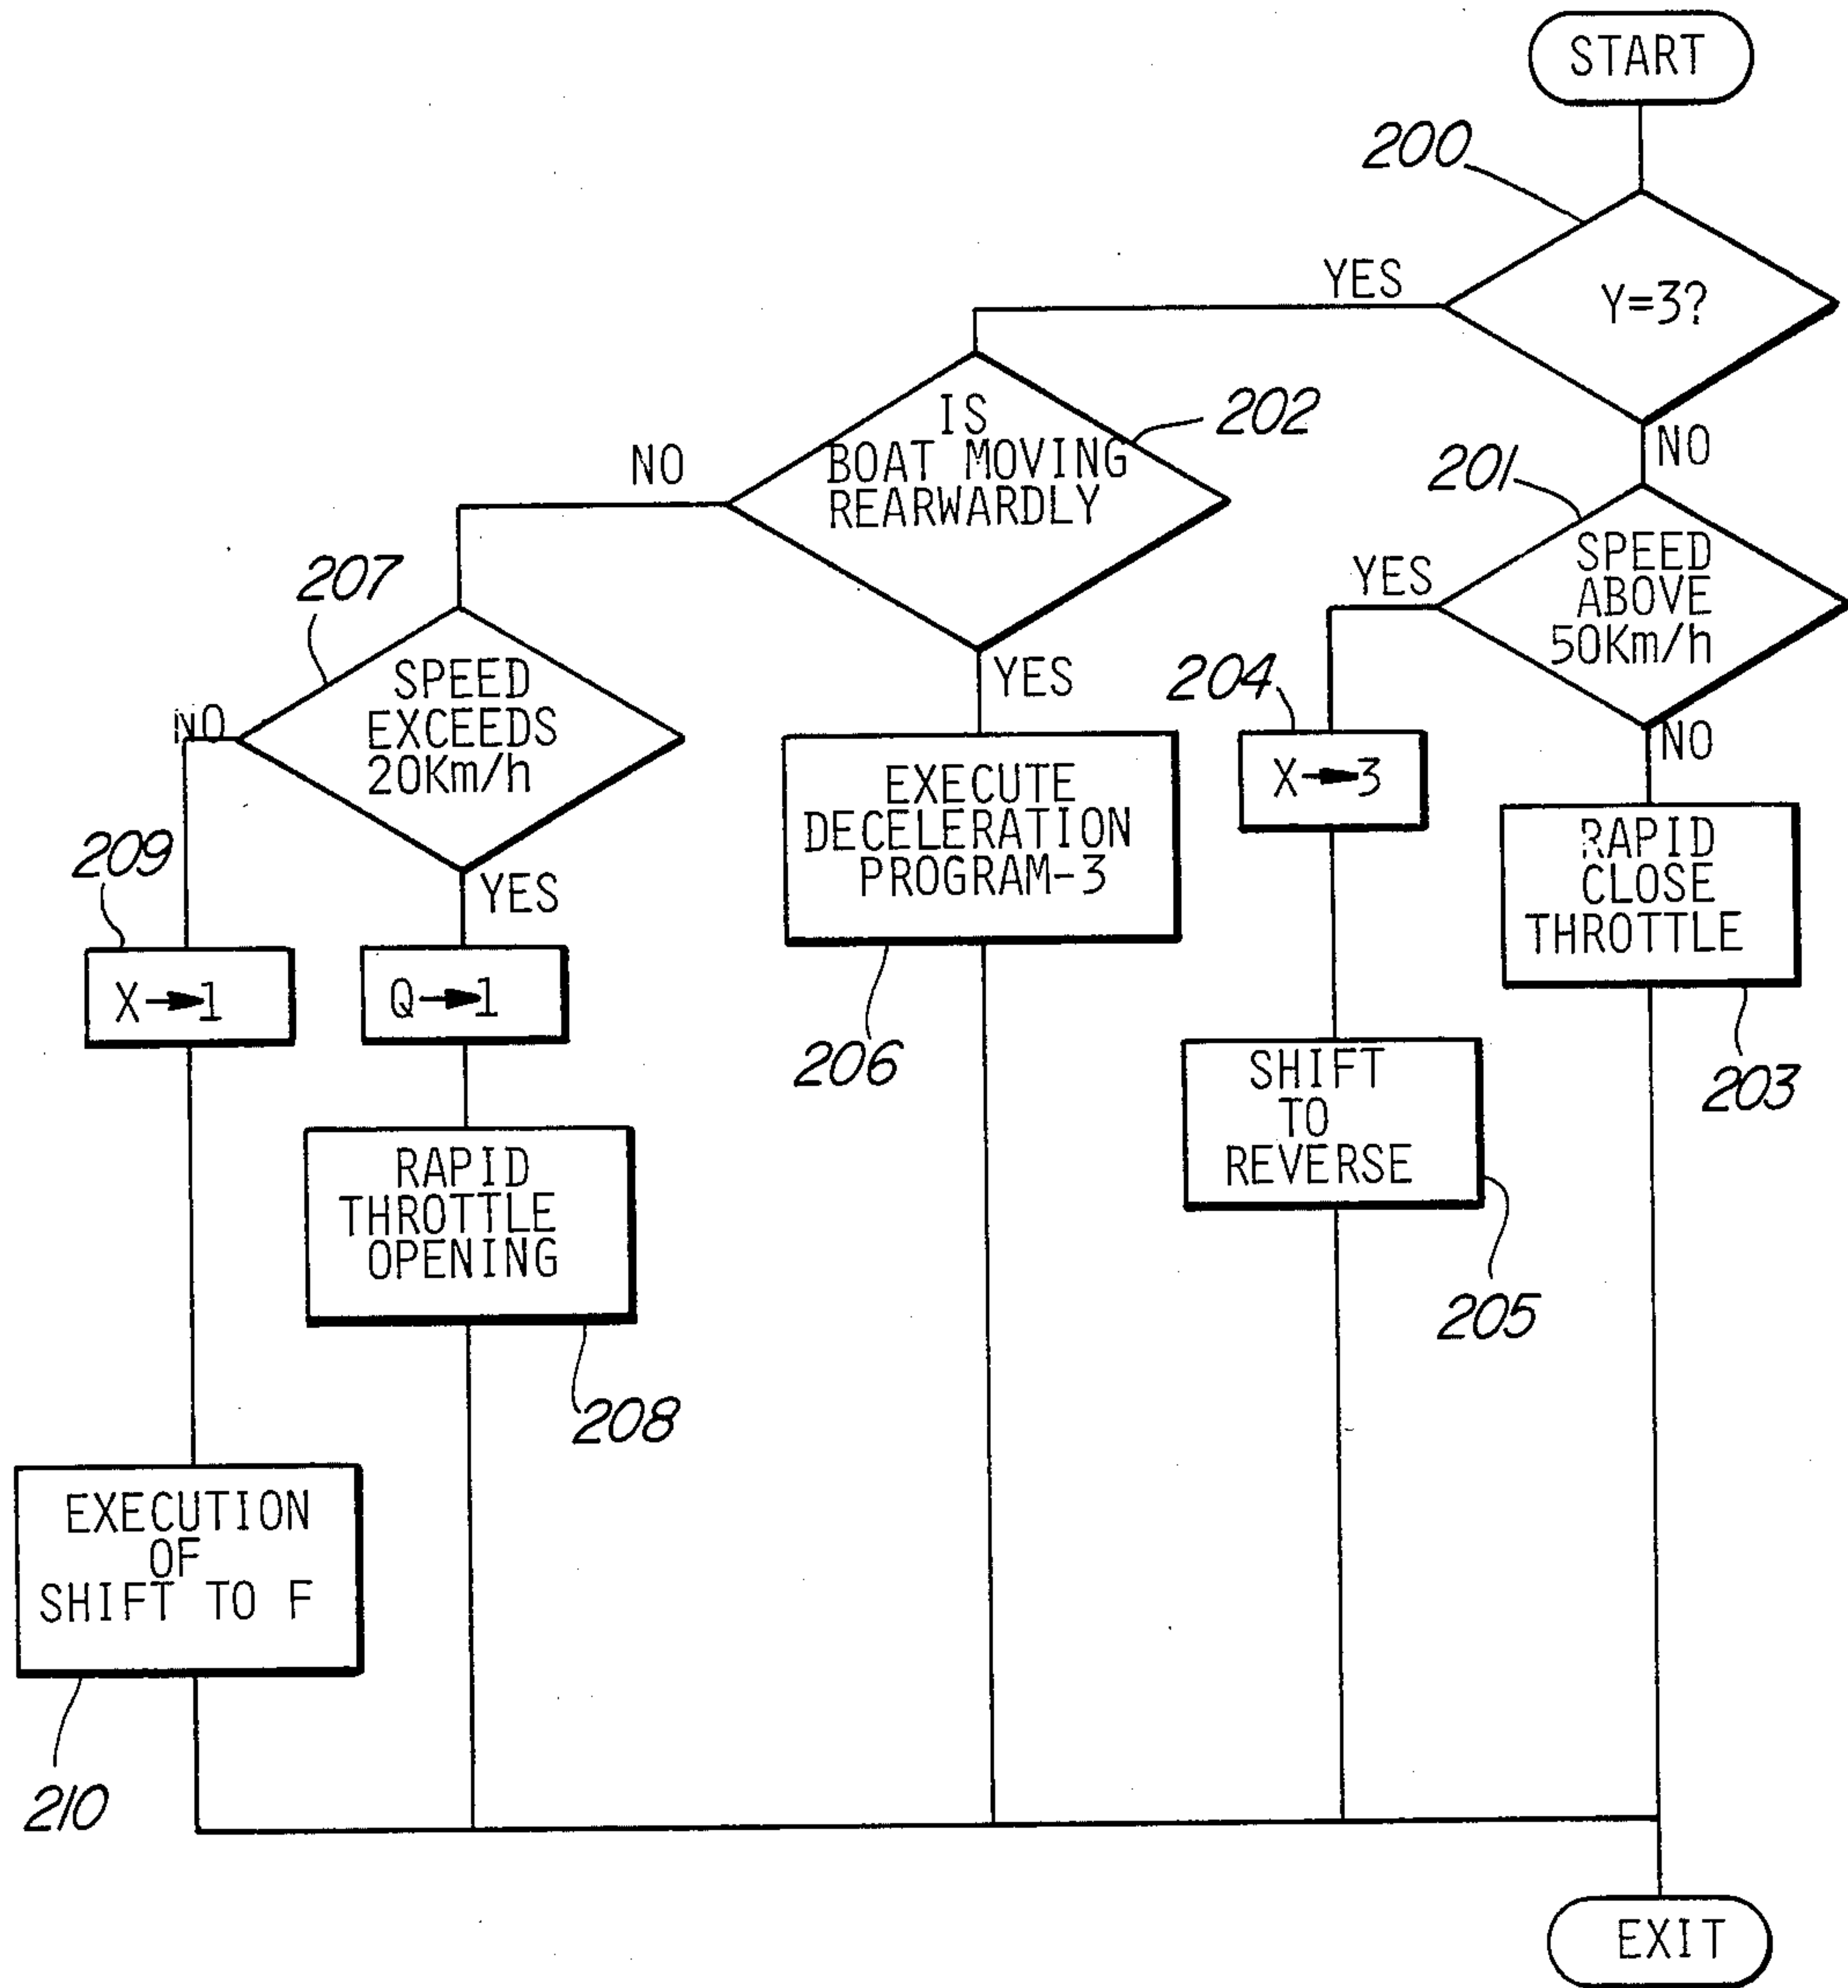 START
200
YES
Y=3?
IS
BOAT MOVING
REARWARDLY
202
NO
NO
201
SPEED
ABOVE
50Km/h
YES
207
SPEED
EXCEEDS
20Km/h
NO
YES
204
X→3
NO
EXECUTE
DECELERATION
PROGRAM-3
RAPID
CLOSE
THROTTLE
209
YES
X→1
Q→1
206
SHIFT
TO
REVERSE
203
RAPID
THROTTLE
OPENING
205
208
EXECUTION
OF
SHIFT TO F
210
EXIT